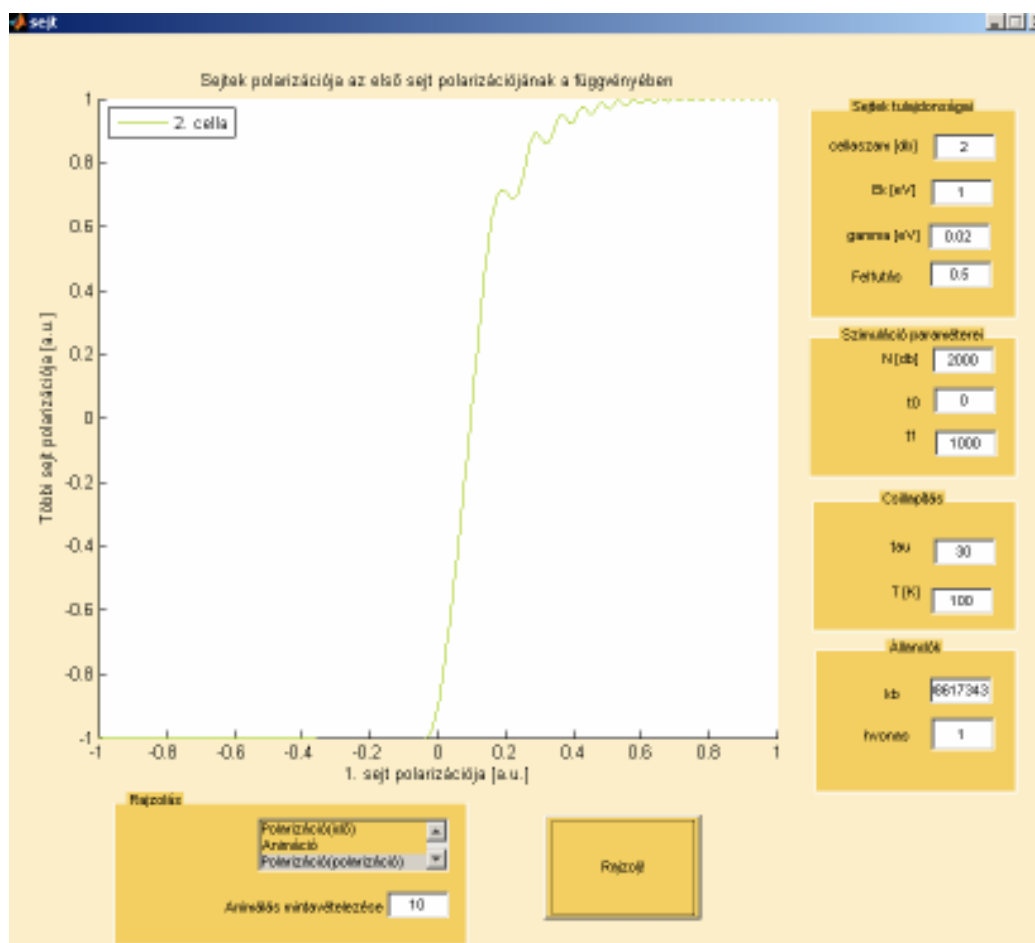 sejt
Sejtek polarizációja az első sejt polarizációjának a függvényében
2. cella
1
0.8
0.6
0.4
0.2
0
-0.2
-0.4
-0.6
-0.8
-1
-1
-0.8
-0.6
-0.4
-0.2
0
0.2
0.4
0.6
0.8
1
Többi sejt polarizációja [a.u.]
1. sejt polarizációja [a.u.]
Sejtek tulajdonságai
cellaszam [db] 2
Ek [eV] 1
gamma [eV] 0.02
Felfutás 0.5
Szimuláció paraméterei
N [db] 2000
t0 0
tf 1000
Csillapítás
tau 30
T [K] 100
Állandók
kb 8617343
hvonas 1
Rajzolás
Polarizáció(idő)
Animáció
Polarizáció(polarizáció)
Animálás mintavételezése 10
Rajzolj!